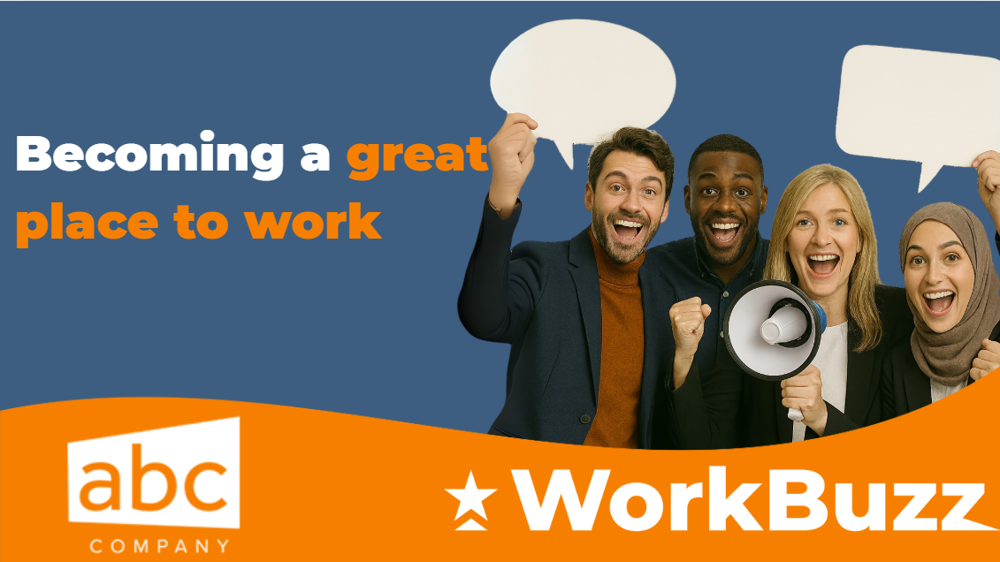 Becoming a great
place to work
abc
COMPANY
WorkBuzz